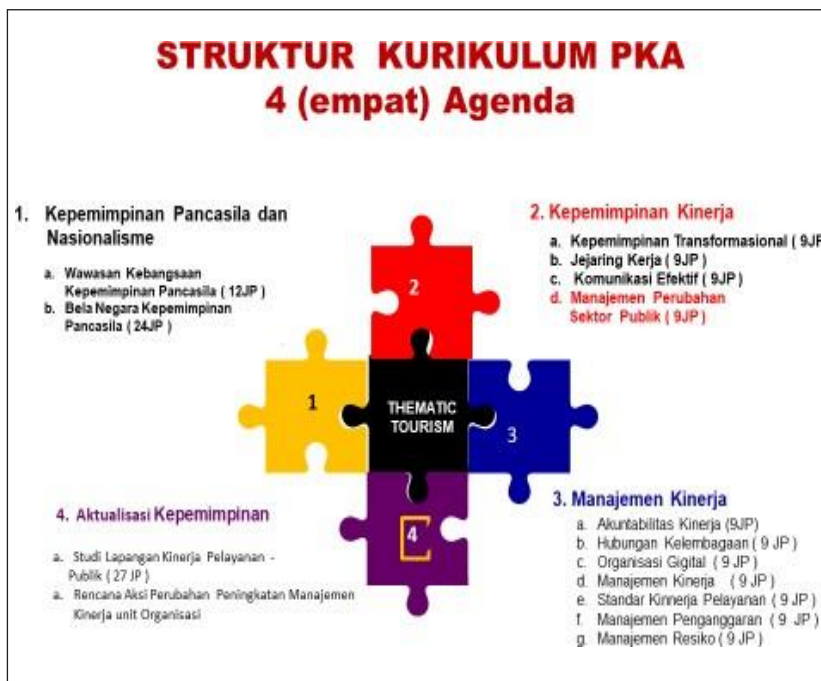 STRUKTUR KURIKULUM PKA
4 (empat) Agenda
1. Kepemimpinan Pancasila dan
Nasionalisme
a. Wawasan Kebangsaan
Kepemimpinan Pancasila ( 12JP )
b. Bela Negara Kepemimpinan
Pancasila ( 24JP )
2. Kepemimpinan Kinerja
a. Kepemimpinan Transformasional ( 9JP
b. Jejaring Kerja ( 9JP )
c. Komunikasi Efektif ( 9JP )
d. Manajemen Perubahan
Sektor Publik ( 9JP )
2
1
THEMATIC
TOURISM
3
4
4. Aktualisasi Kepemimpinan
a. Studi Lapangan Kinerja Pelayanan -
Publik ( 27 JP )
a. Rencana Aksi Perubahan Peningkatan Manajemen
Kinerja unit Organisasi
3. Manajemen Kinerja
a. Akuntabilitas Kinerja (9JP)
b. Hubungan Kelembagaan ( 9 JP )
c. Organisasi Gigital ( 9 JP )
d. Manajemen Kinerja ( 9 JP )
e. Standar Kinnerja Pelayanan ( 9 JP )
f. Manajemen Penganggaran ( 9 JP )
g. Manajemen Resiko ( 9 JP )